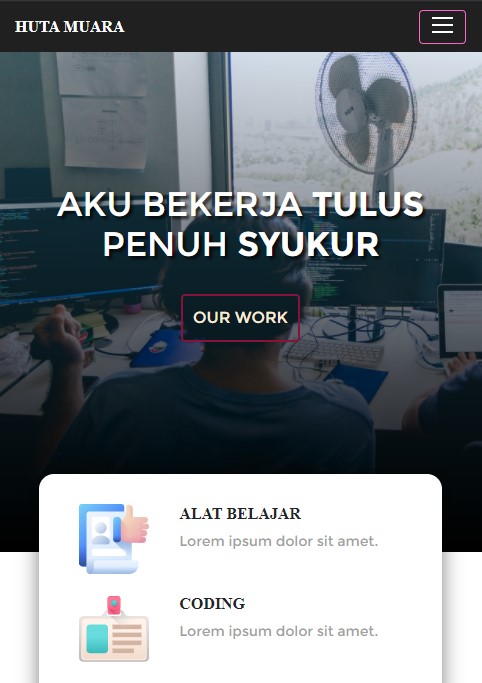 HUTA MUARA
AKU BEKERJA TULUS
PENUH SYUKUR
OUR WORK
ALAT BELAJAR
Lorem ipsum dolor sit amet.
CODING
Lorem ipsum dolor sit amet.